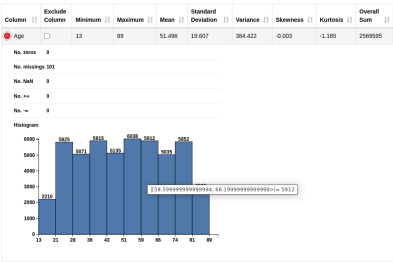 Column Exclude Column Minimum Maximum Mean Standard Deviation Variance Skewness Kurtosis Overall Sum
Age 13 89 51.496 19.607 384.422 -0.003 -1.185 2569595
No. zeros 0
No. missings 101
No. NaN 0
No. +∞ 0
No. -∞ 0
Histogram
6000
5000
4000
3000
2000
1000
0
2210 5825 5071 5915 5135 6038 5912 5035 5852
[(58.599999999999994; 66.19999999999999>)= 5912
13 21 28 36 43 51 59 66 74 81 89